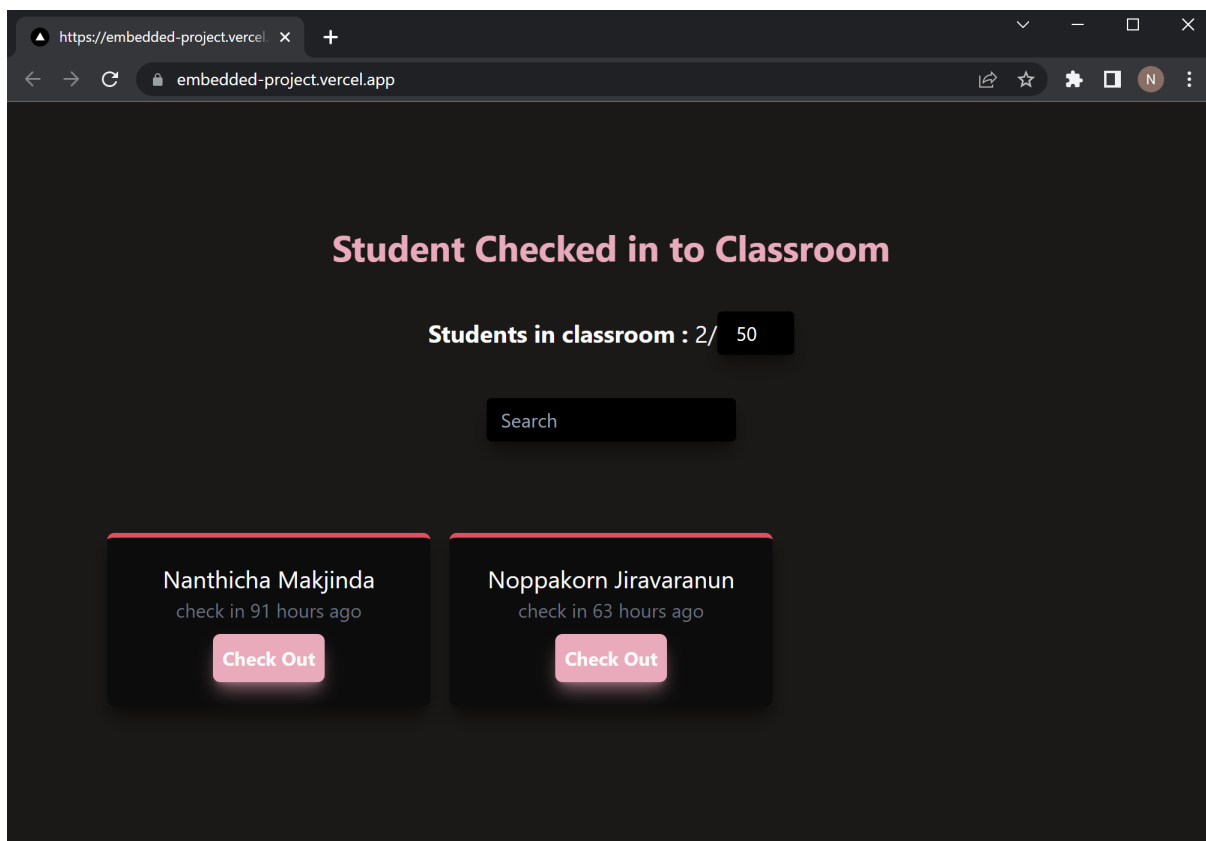 https://embedded-project.vercel.
embedded-project.vercel.app
N
Student Checked in to Classroom
Students in classroom : 2/ 50
Search
Nanthicha Makjinda
check in 91 hours ago
Check Out
Noppakorn Jiravaranun
check in 63 hours ago
Check Out